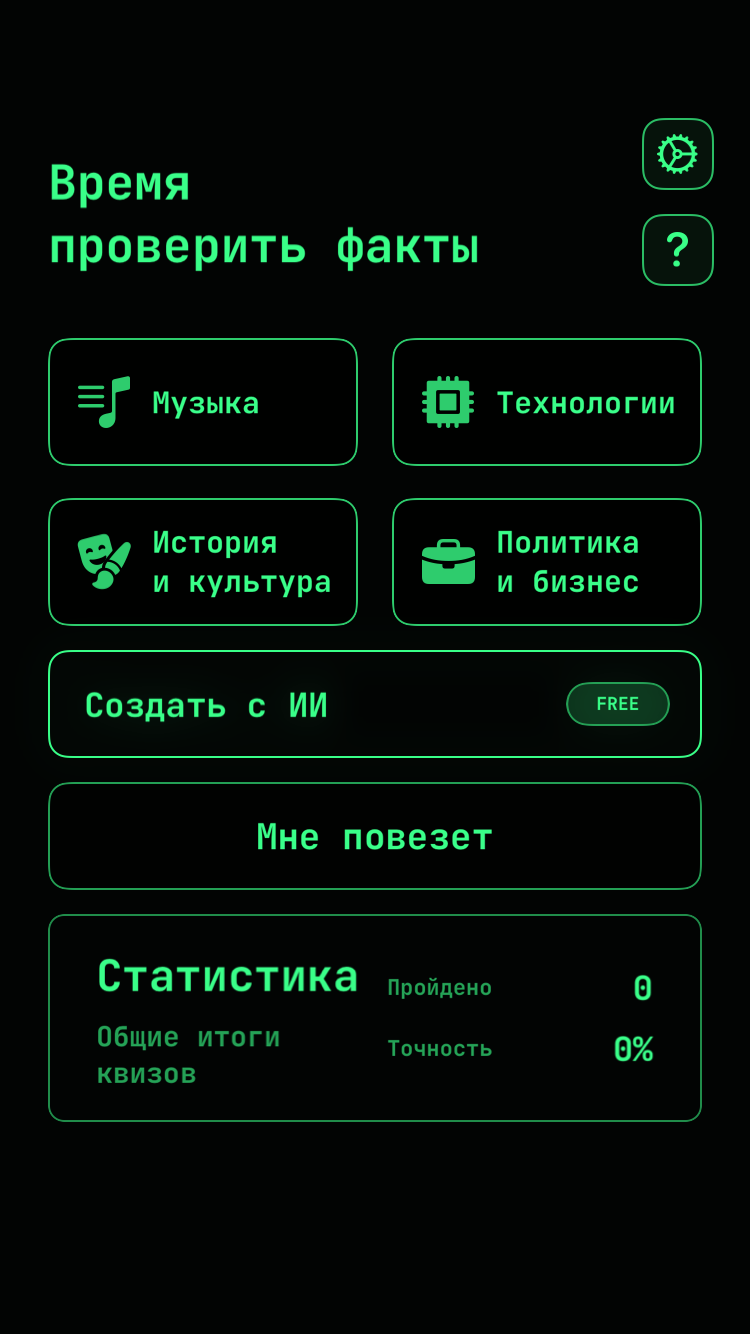 Время
проверить факты
?
Музыка
Технологии
История
и культура
Политика
и бизнес
Создать с ИИ
FREE
Мне повезет
Статистика
Общие итоги
квизов
Пройдено
0
Точность
0%